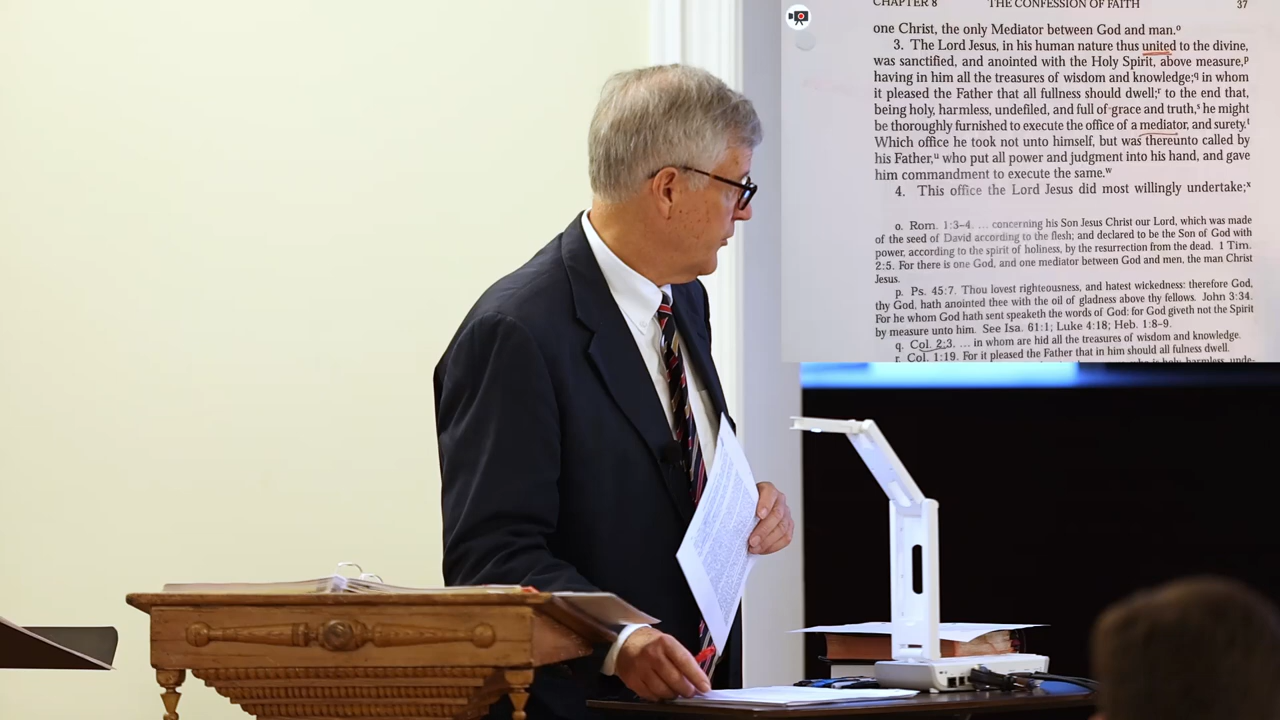 CHAPTER 8 THE CONFESSION OF FAITH 37
one Christ, the only Mediator between God and man.o
3. The Lord Jesus, in his human nature thus united to the divine,
was sanctified, and anointed with the Holy Spirit, above measure,p
having in him all the treasures of wisdom and knowledge;q in whom
it pleased the Father that all fullness should dwell;r to the end that,
being holy, harmless, undefiled, and full of grace and truth,s he might
be thoroughly furnished to execute the office of a mediator, and surety.t
Which office he took not unto himself, but was thereunto called by
his Father,u who put all power and judgment into his hand, and gave
him commandment to execute the same.w
4. This office the Lord Jesus did most willingly undertake;x
o. Rom. 1:3–4. ... concerning his Son Jesus Christ our Lord, which was made
of the seed of David according to the flesh; and declared to be the Son of God with
power, according to the spirit of holiness, by the resurrection from the dead. 1 Tim.
2:5. For there is one God, and one mediator between God and men, the man Christ
Jesus.
p. Ps. 45:7. Thou lovest righteousness, and hatest wickedness: therefore God,
thy God, hath anointed thee with the oil of gladness above thy fellows. John 3:34.
For he whom God hath sent speaketh the words of God: for God giveth not the Spirit
by measure unto him. See Isa. 61:1; Luke 4:18; Heb. 1:8–9.
q. Col. 2:3. ... in whom are hid all the treasures of wisdom and knowledge.
r. Col. 1:19. For it pleased the Father that in him should all fulness dwell.